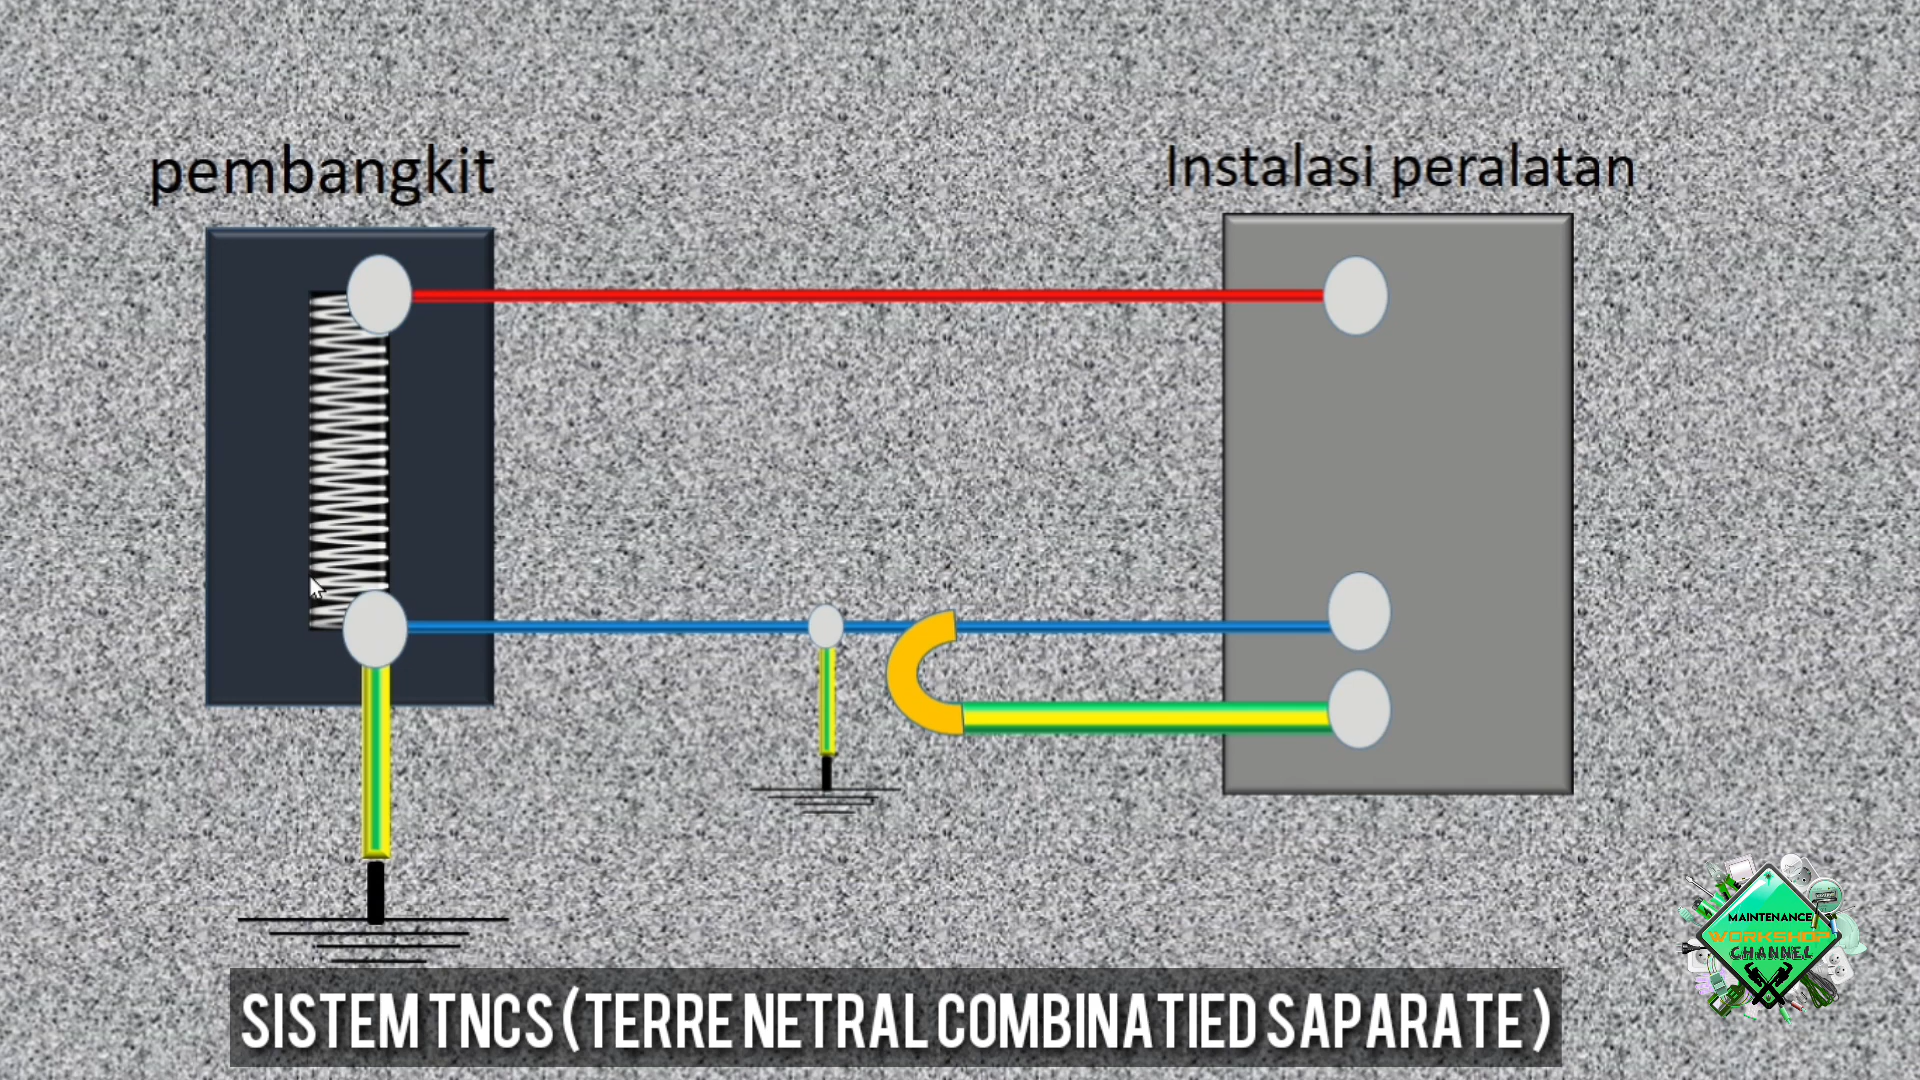 pembangkit
Instalasi peralatan
SISTEM TNCS (TERRE NETRAL COMBINATIED SAPARATE )
MAINTENANCE
WORKSHOP
CHANNEL